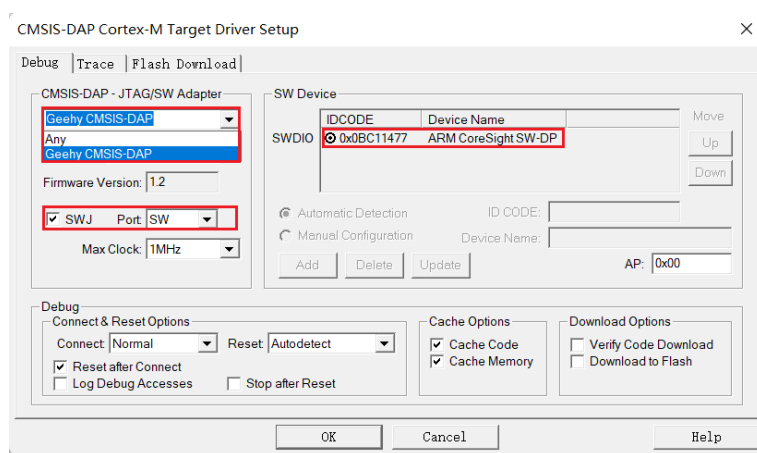 CMSIS-DAP Cortex-M Target Driver Setup
Debug Trace Flash Download
CMSIS-DAP - JTAG/SW Adapter
Geehy CMSIS-DAP
Any
Geehy CMSIS-DAP
Firmware Version: 1.2
SWJ Port: SW
Max Clock: 1MHz
SW Device
IDCODE Device Name Move
SWDIO 0x0BC11477 ARM CoreSight SW-DP Up
Down
Automatic Detection ID CODE:
Manual Configuration Device Name:
Add Delete Update AP: 0x00
Debug
Connect & Reset Options
Connect: Normal Reset: Autodetect
Reset after Connect
Log Debug Accesses Stop after Reset
Cache Options
Cache Code
Cache Memory
Download Options
Verify Code Download
Download to Flash
OK Cancel Help